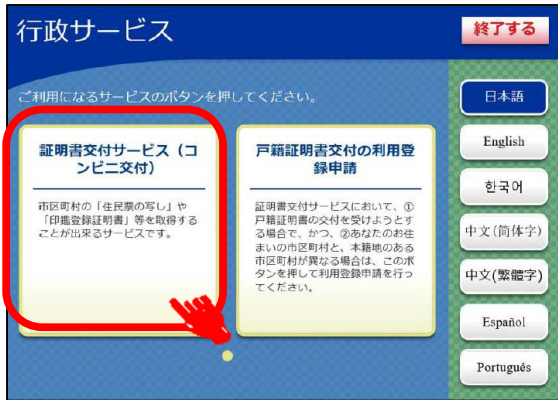 行政サービス
終了する
ご利用になるサービスのボタンを押してください。
証明書交付サービス（コ
ンビニ交付）
市区町村の「住民票の写し」や
「印鑑登録証明書」等を取得する
ことが出来るサービスです。
戸籍証明書交付の利用登
録申請
証明書交付サービスにおいて、①
戸籍証明書の交付を受けようとす
る場合で、かつ、②あなたのお住
まいの市区町村と、本籍地のある
市区町村が異なる場合は、このボ
タンを押して利用登録申請を行っ
てください。
日本語
English
한국어
中文(简体字)
中文(繁體字)
Español
Português